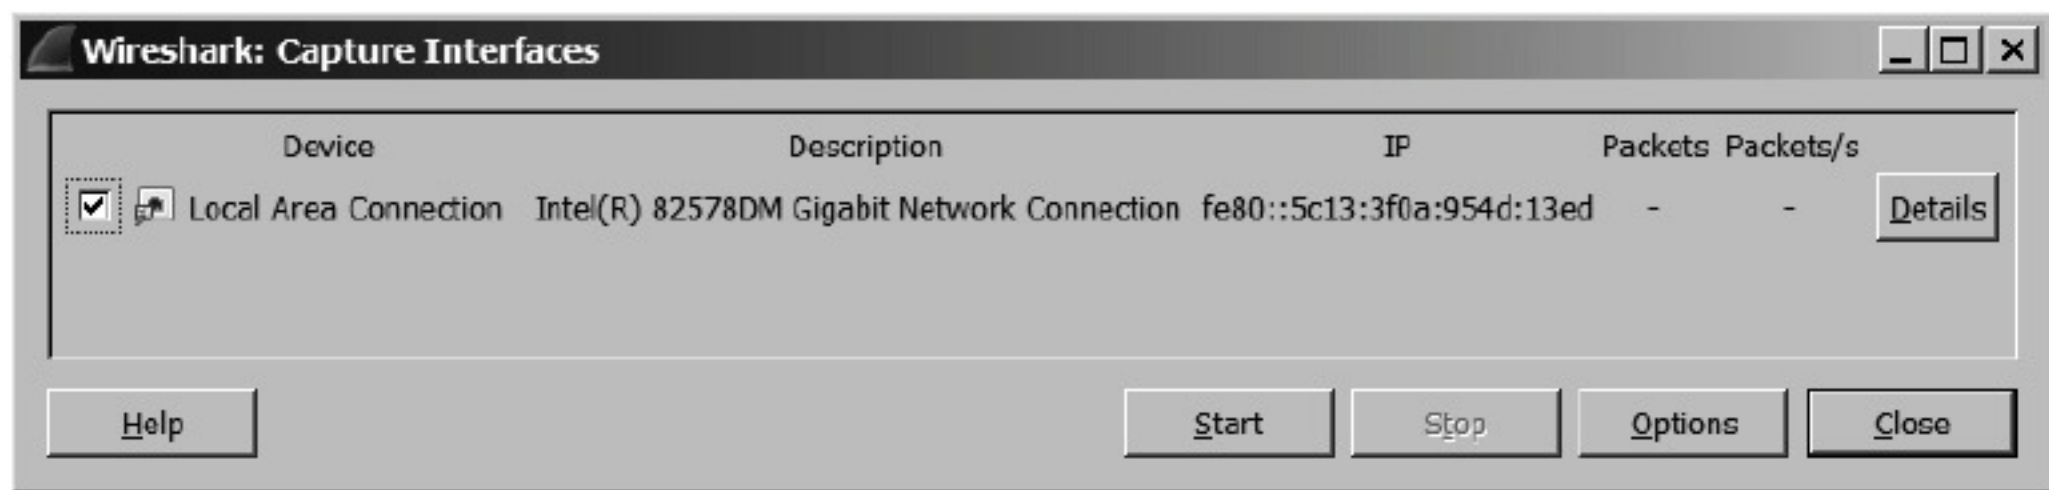 Wireshark: Capture Interfaces
Device Description IP Packets Packets/s
Local Area Connection Intel(R) 82578DM Gigabit Network Connection fe80::5c13:3f0a:954d:13ed - - Details
Help Start Stop Options Close